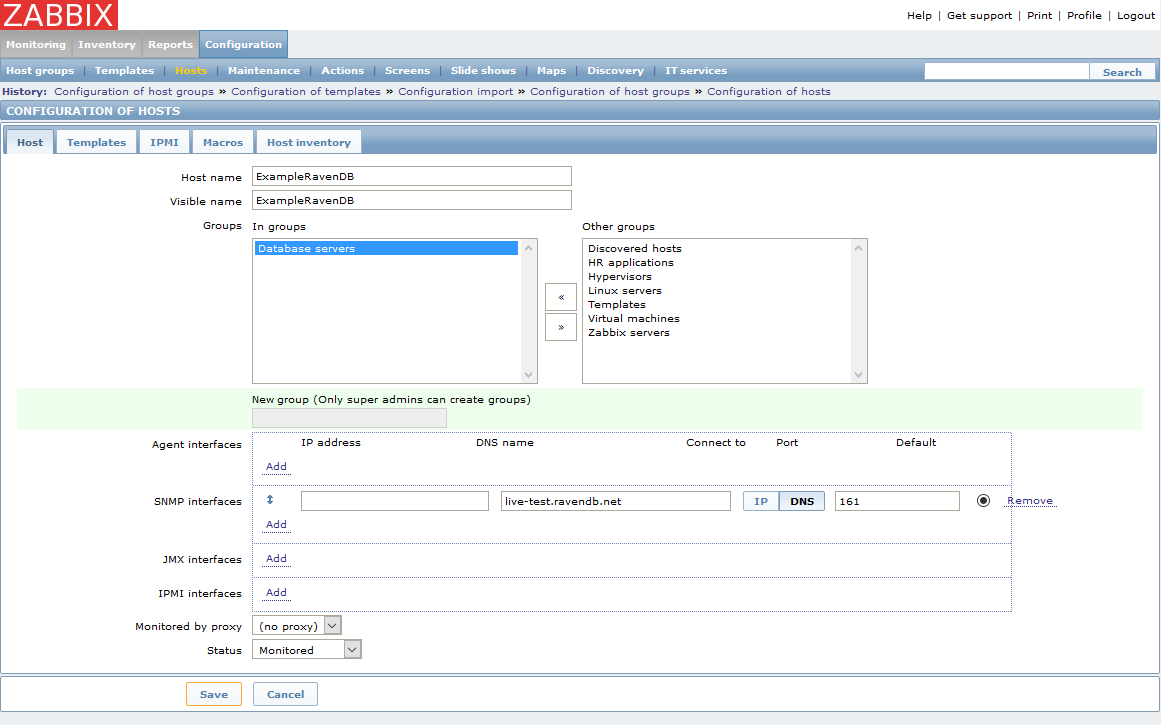 ZABBIX
Help | Get support | Print | Profile | Logout
Monitoring Inventory Reports Configuration
Host groups | Templates | Hosts | Maintenance | Actions | Screens | Slide shows | Maps | Discovery | IT services Search
History: Configuration of host groups » Configuration of templates » Configuration import » Configuration of host groups » Configuration of hosts
CONFIGURATION OF HOSTS
Host Templates IPMI Macros Host inventory
Host name ExampleRavenDB
Visible name ExampleRavenDB
Groups In groups Other groups
Database servers
Discovered hosts
HR applications
Hypervisors
Linux servers
Templates
Virtual machines
Zabbix servers
«
»
New group (Only super admins can create groups)
Agent interfaces IP address DNS name Connect to Port Default
Add
SNMP interfaces live-test.ravendb.net IP DNS 161 Remove
Add
JMX interfaces Add
IPMI interfaces Add
Monitored by proxy (no proxy)
Status Monitored
Save Cancel